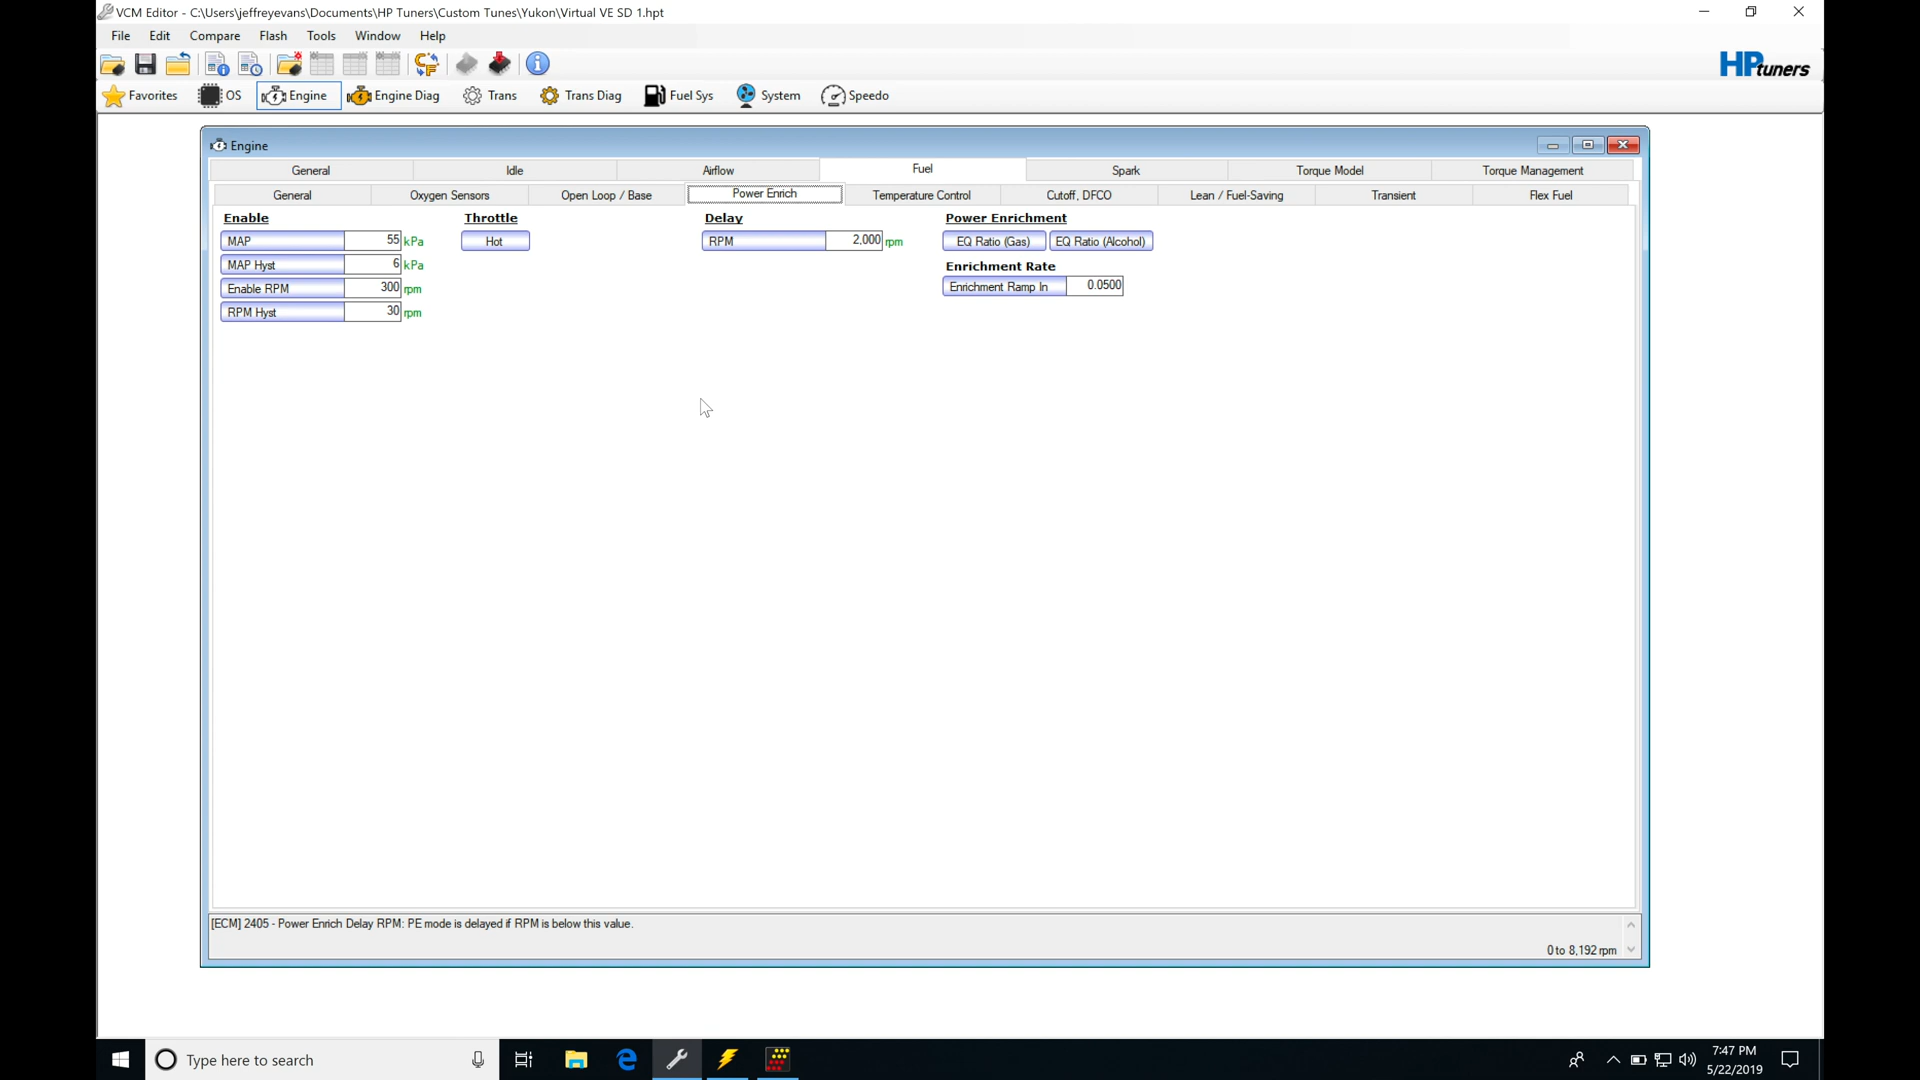 VCM Editor - C:\Users\jeffreyevans\Documents\HP Tuners\Custom Tunes\Yukon\Virtual VE SD 1.hpt
File Edit Compare Flash Tools Window Help
HPtuners
Favorites OS Engine Engine Diag Trans Trans Diag Fuel Sys System Speedo
Engine
General Idle Airflow Fuel Spark Torque Model Torque Management
General Oxygen Sensors Open Loop / Base Power Enrich Temperature Control Cutoff, DFCO Lean / Fuel-Saving Transient Flex Fuel
Enable Throttle Delay Power Enrichment
MAP 55 kPa Hot RPM 2,000 rpm EQ Ratio (Gas) EQ Ratio (Alcohol)
MAP Hyst 6 kPa Enrichment Rate
Enable RPM 300 rpm Enrichment Ramp In 0.0500
RPM Hyst 30 rpm
[ECM] 2405 - Power Enrich Delay RPM: PE mode is delayed if RPM is below this value.
0 to 8,192 rpm
Type here to search
7:47 PM
5/22/2019